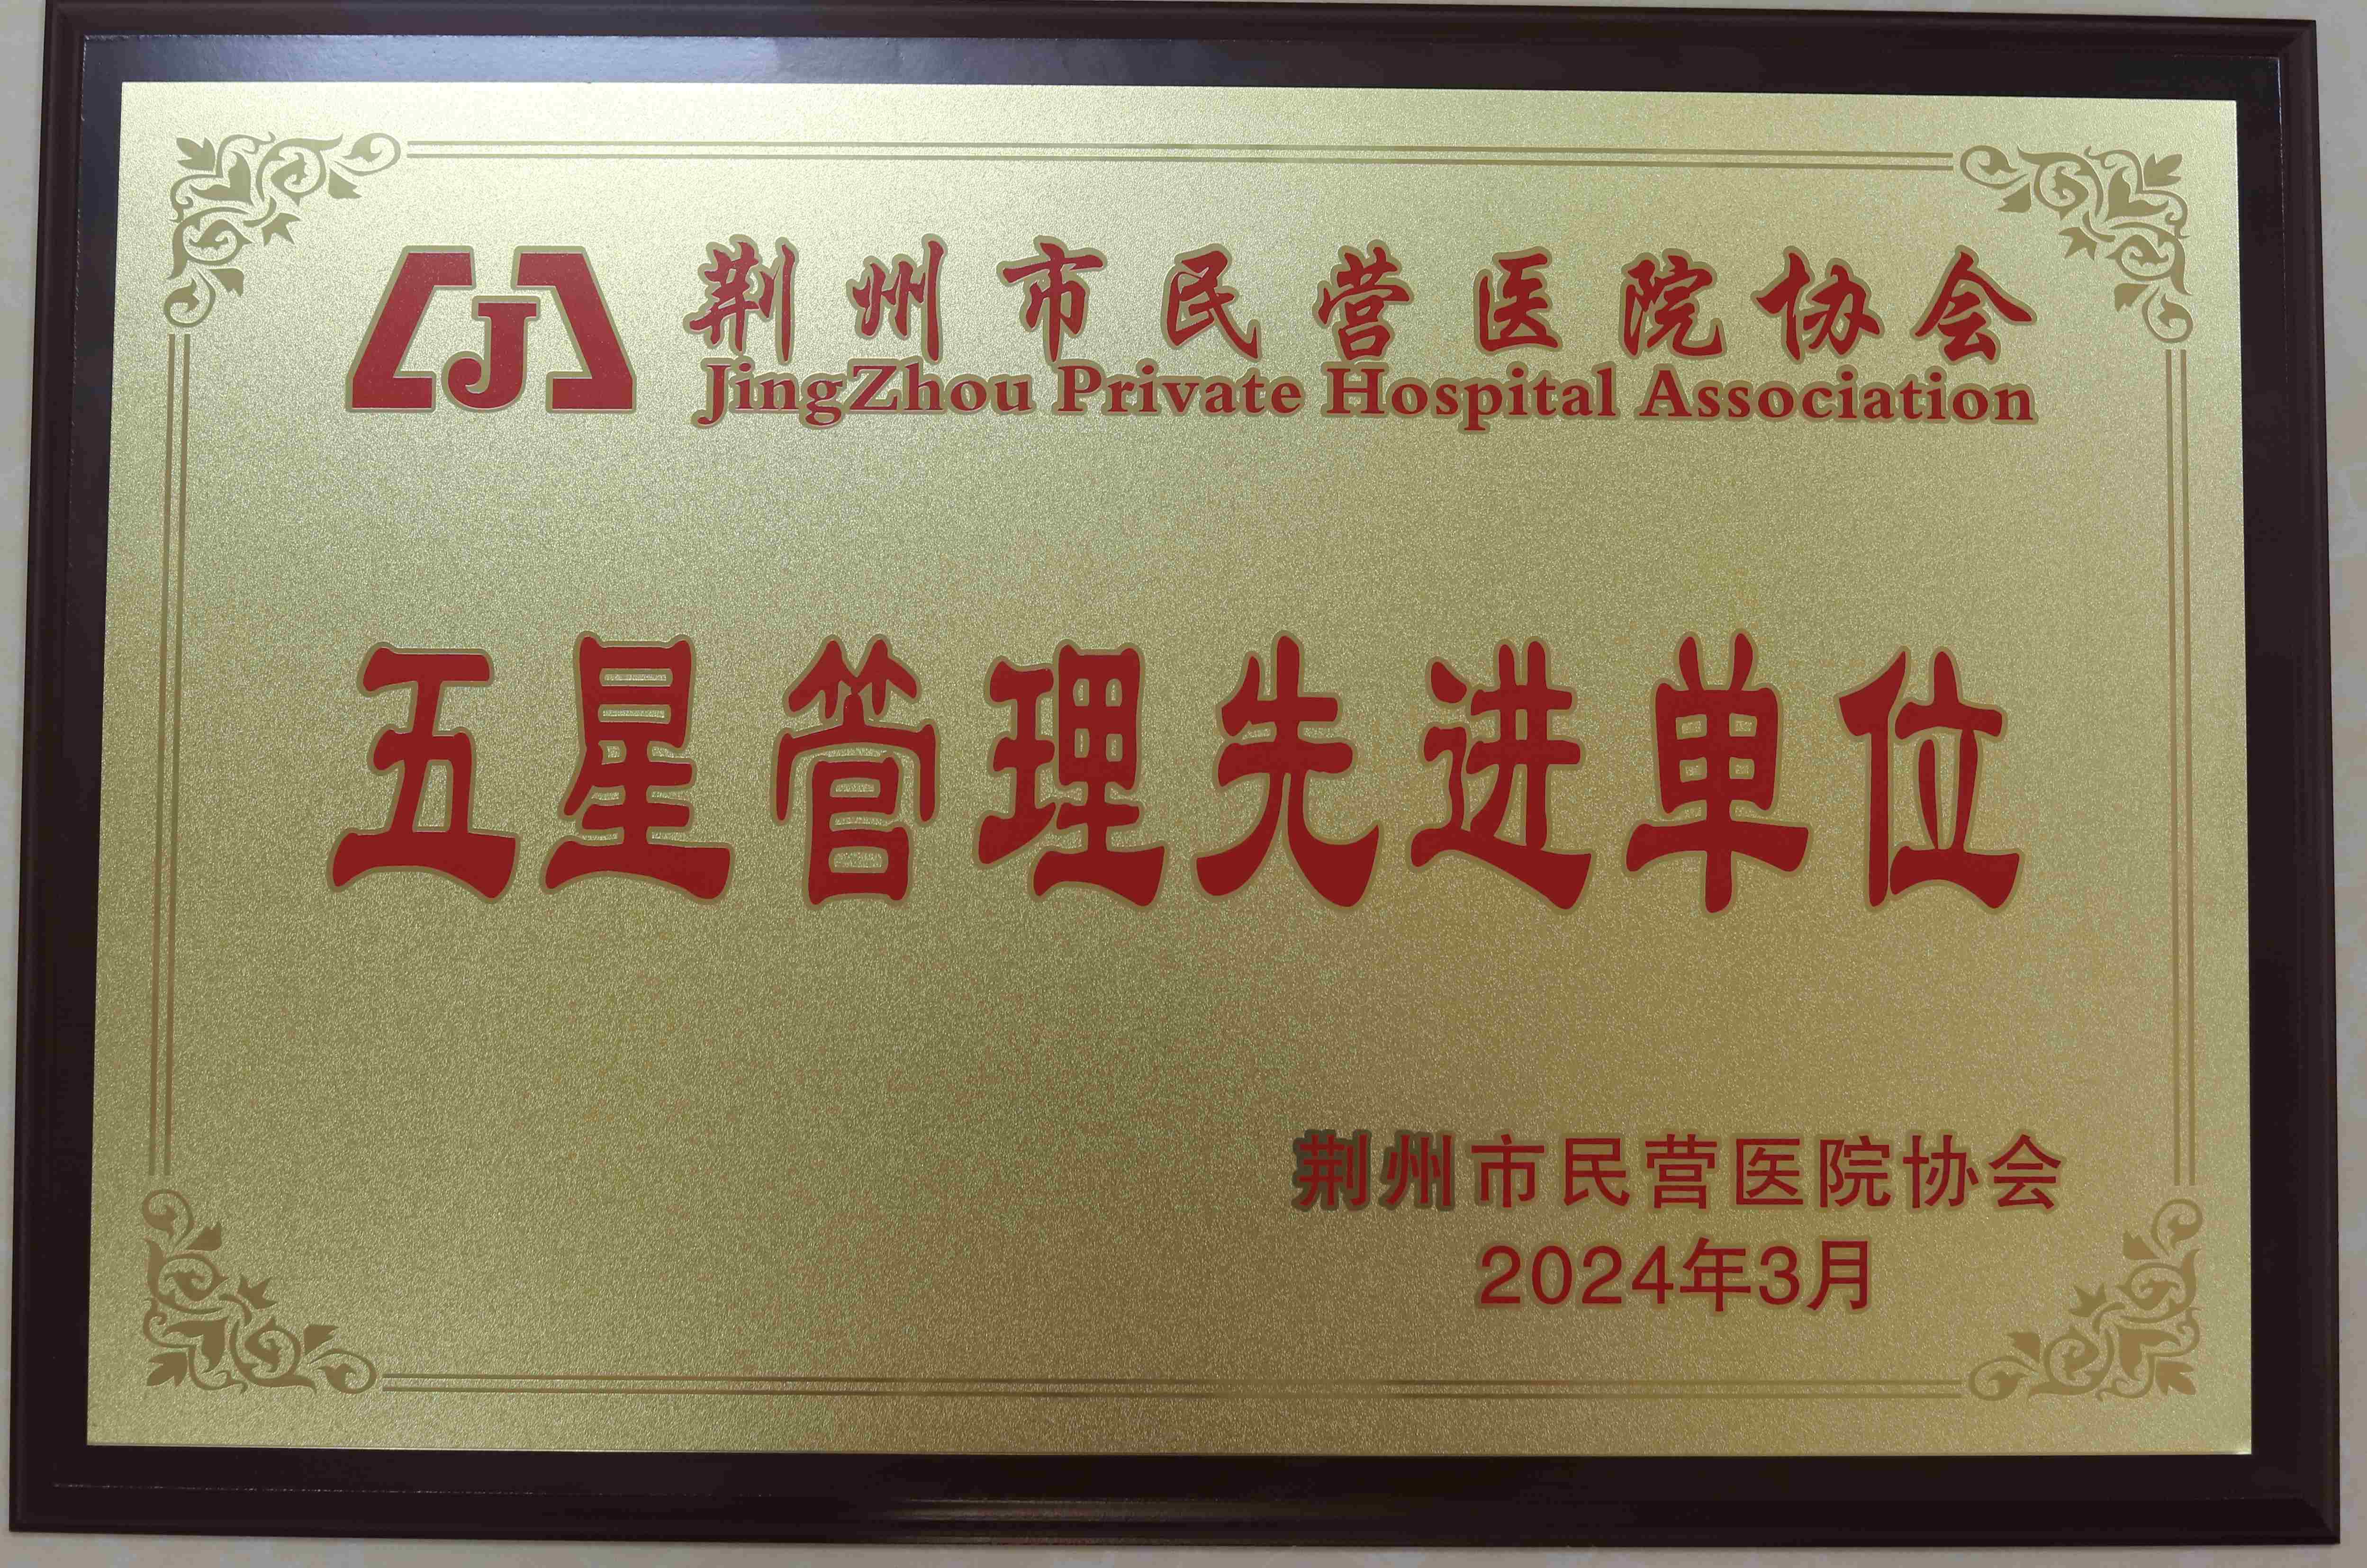 荆州市民营医院协会
JingZhou Private Hospital Association
五星管理先进单位
荆州市民营医院协会
2024年3月